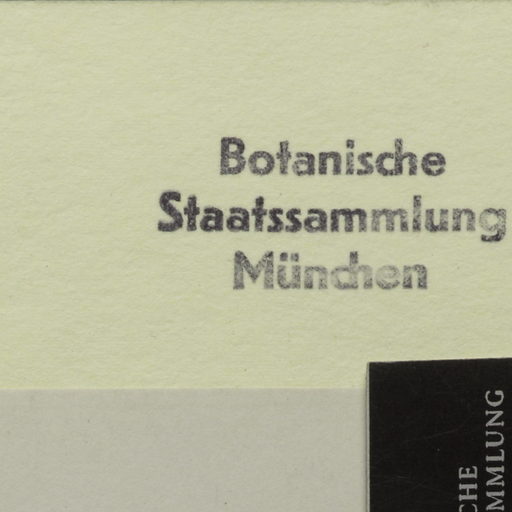 Botanische
Staatssammlung
München
CHE
MMLUNG